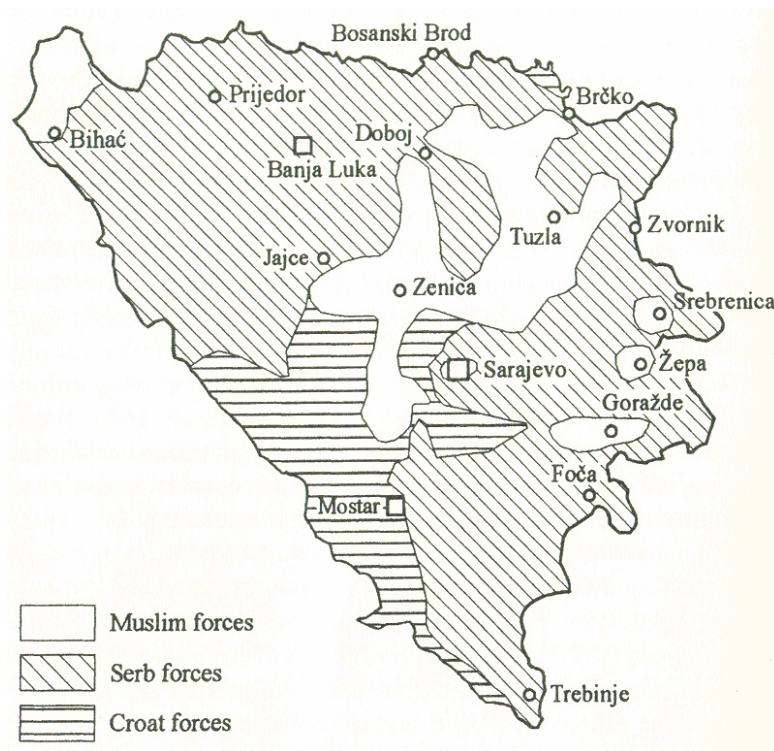 Bosanski Brod
Prijedor
Brčko
Bihać
Doboj
Banja Luka
Tuzla
Zvornik
Jajce
Zenica
Srebrenica
Sarajevo
Žepa
Goražde
Foča
Mostar
Muslim forces
Serb forces
Trebinje
Croat forces